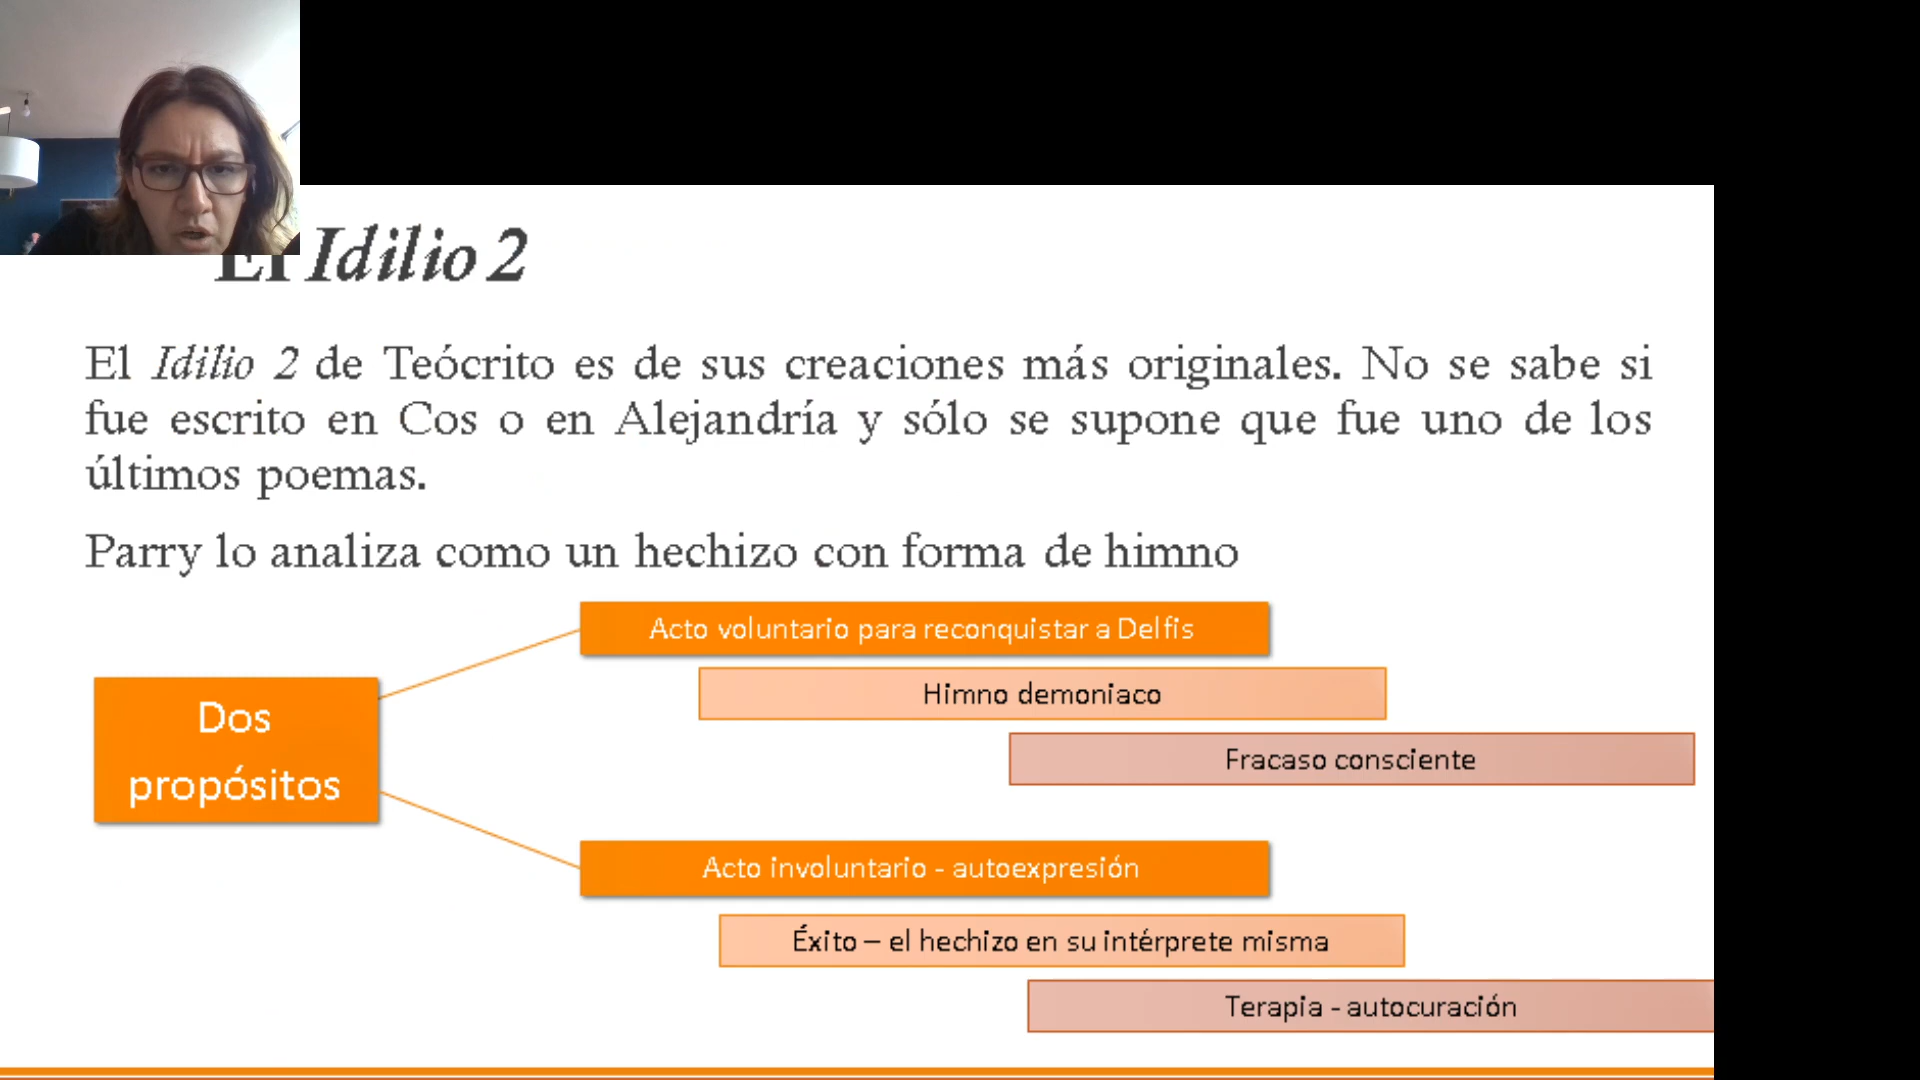 El Idilio 2
El Idilio 2 de Teócrito es de sus creaciones más originales. No se sabe si
fue escrito en Cos o en Alejandría y sólo se supone que fue uno de los
últimos poemas.
Parry lo analiza como un hechizo con forma de himno
Dos
propósitos
Acto voluntario para reconquistar a Delfis
Himno demoniaco
Fracaso consciente
Acto involuntario - autoexpresión
Éxito – el hechizo en su intérprete misma
Terapia - autocuración